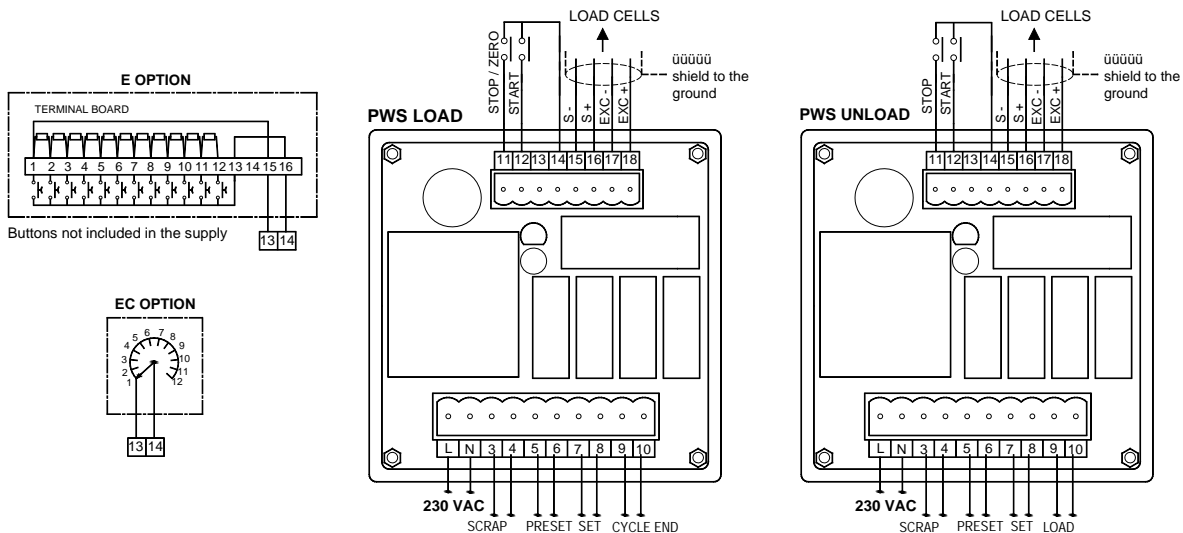 E OPTION
TERMINAL BOARD
1 2 3 4 5 6 7 8 9 10 11 12 13 14 15 16
Buttons not included in the supply
13 14
EC OPTION
1 2 3 4 5 6 7 8 9 10 11 12
13 14
PWS LOAD
LOAD CELLS
STOP / ZERO
START
S -
S +
EXC -
EXC +
üüüüü
shield to the
ground
11 12 13 14 15 16 17 18
L N 3 4 5 6 7 8 9 10
230 VAC
SCRAP PRESET SET CYCLE END
PWS UNLOAD
LOAD CELLS
STOP
START
S -
S +
EXC -
EXC +
üüüüü
shield to the
ground
11 12 13 14 15 16 17 18
L N 3 4 5 6 7 8 9 10
230 VAC
SCRAP PRESET SET LOAD